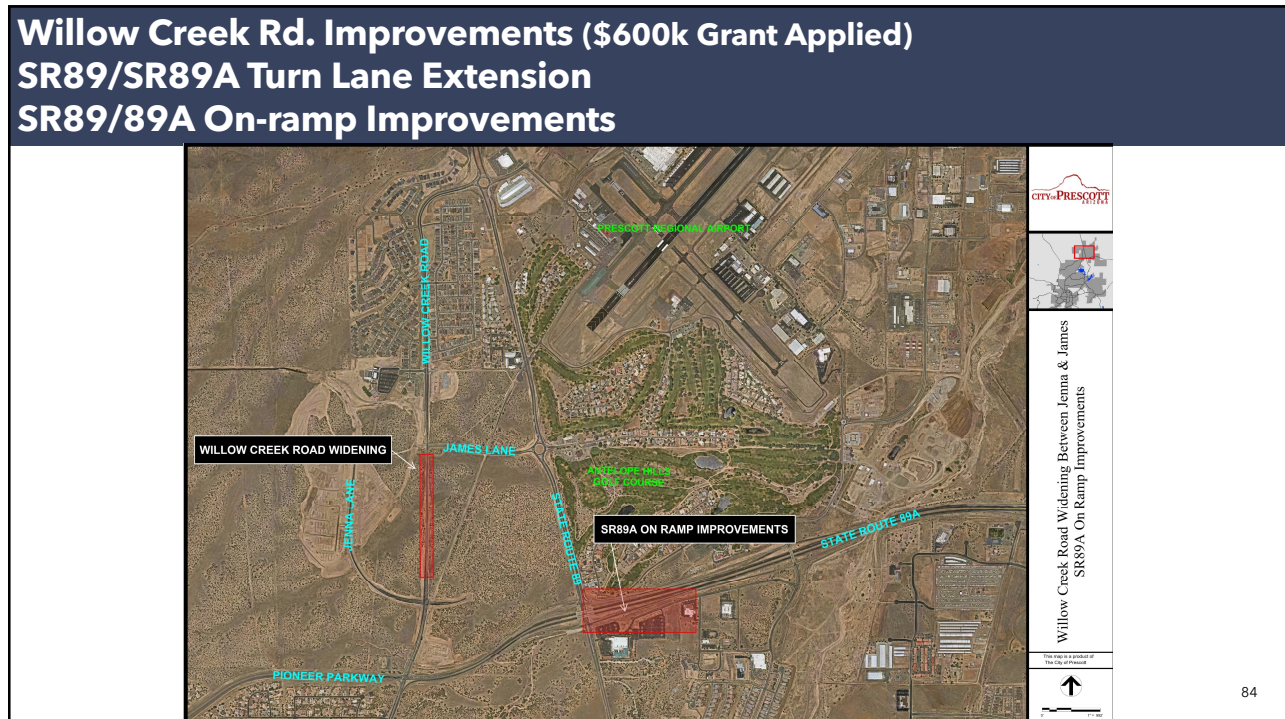 Willow Creek Rd. Improvements ($600k Grant Applied)
SR89/SR89A Turn Lane Extension
SR89/89A On-ramp Improvements
PRESCOTT REGIONAL AIRPORT
WILLOW CREEK ROAD
WILLOW CREEK ROAD WIDENING
JAMES LANE
JENNA LANE
ANTELOPE HILLS
GOLF COURSE
STATE ROUTE 89
SR89A ON RAMP IMPROVEMENTS
STATE ROUTE 89A
PIONEER PARKWAY
CITY OF PRESCOTT
ARIZONA
Willow Creek Road Widening Between Jenna & James
SR89A On Ramp Improvements
This map is a product of
The City of Prescott
84